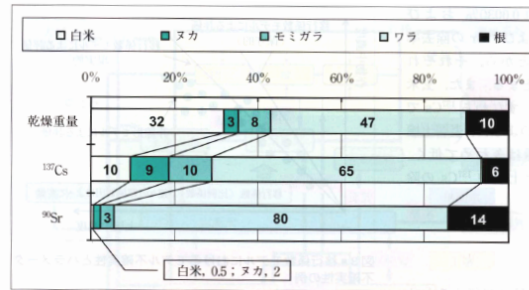 白米 ヌカ モミガラ ワラ 根
0% 20% 40% 60% 80% 100%
乾燥重量 32 3 8 47 10
¹³⁷Cs 10 9 10 65 6
⁹⁰Sr 3 80 14
白米, 0.5 ; ヌカ, 2